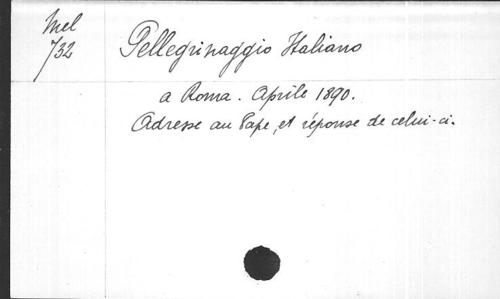 Mel
732
Pellegrinaggio Italiano
a Roma. Aprile 1890.
Adresse au Pape, et réponse de celui-ci.